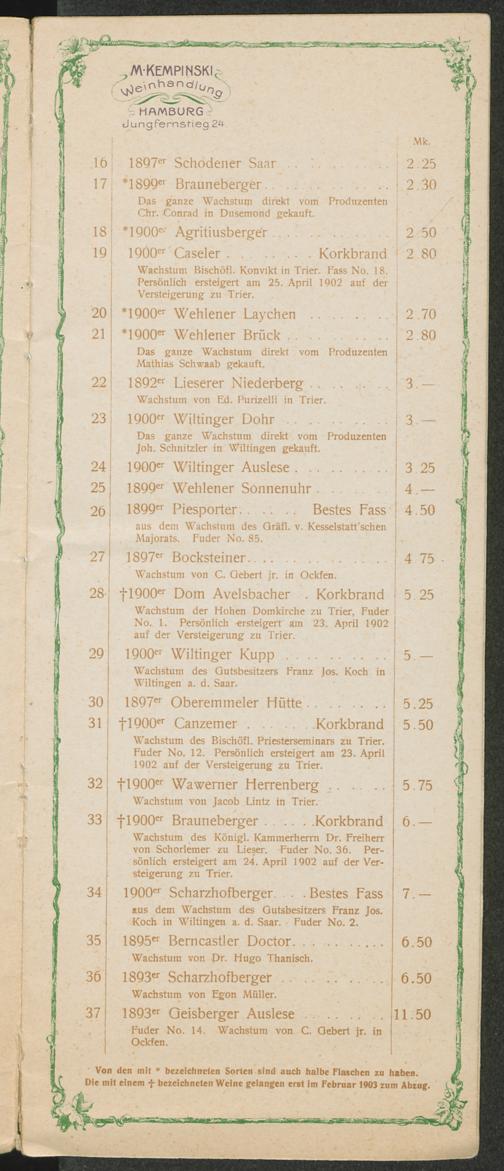 M. KEMPINSKI
Weinhandlung
HAMBURG
Jungfernstieg 24
Mk.
16 1897er Schodener Saar . . . . . . . . . 2.25
17 *1899er Brauneberger . . . . . . . . . . 2.30
Das ganze Wachstum direkt vom Produzenten
Chr. Conrad in Dusemond gekauft.
18 *1900er Agritiusberger . . . . . . . . . 2.50
19 1900er Caseler . . . . . . . . Korkbrand 2.80
Wachstum Bischöfl. Konvikt in Trier. Fass No. 18.
Persönlich ersteigert am 25. April 1902 auf der
Versteigerung zu Trier.
20 *1900er Wehlener Laychen . . . . . . . 2.70
21 *1900er Wehlener Brück . . . . . . . . . 2.80
Das ganze Wachstum direkt vom Produzenten
Mathias Schwaab gekauft.
22 1892er Lieserer Niederberg . . . . . . . 3.—
Wachstum von Ed. Purizelli in Trier.
23 1900er Wiltinger Dohr . . . . . . . . . 3.—
Das ganze Wachstum direkt vom Produzenten
Joh. Schnitzler in Wiltingen gekauft.
24 1900er Wiltinger Auslese . . . . . . . . 3.25
25 1899er Wehlener Sonnenuhr . . . . . . 4.—
26 1899er Piesporter . . . . . . Bestes Fass 4.50
aus dem Wachstum des Gräfl. v. Kesselstatt'schen
Majorats. Fuder No. 85.
27 1897er Bocksteiner . . . . . . . . . . . . 4.75
Wachstum von C. Gebert jr. in Ockfen.
28 †1900er Dom Avelsbacher . Korkbrand 5.25
Wachstum der Hohen Domkirche zu Trier, Fuder
No. 1. Persönlich ersteigert am 23. April 1902
auf der Versteigerung zu Trier.
29 1900er Wiltinger Kupp . . . . . . . . . 5.—
Wachstum des Gutsbesitzers Franz Jos. Koch in
Wiltingen a. d. Saar.
30 1897er Oberemmeler Hütte . . . . . . . 5.25
31 †1900er Canzemer . . . . . . Korkbrand 5.50
Wachstum des Bischöfl. Priesterseminars zu Trier.
Fuder No. 12. Persönlich ersteigert am 23. April
1902 auf der Versteigerung zu Trier.
32 †1900er Wawerner Herrenberg . . . . . 5.75
Wachstum von Jacob Lintz in Trier.
33 †1900er Brauneberger . . . . . Korkbrand 6.—
Wachstum des Königl. Kammerherrn Dr. Freiherr
von Schorlemer zu Lieser. Fuder No. 36. Per-
sönlich ersteigert am 24. April 1902 auf der Ver-
steigerung zu Trier.
34 1900er Scharzhofberger . . . . Bestes Fass 7.—
aus dem Wachstum des Gutsbesitzers Franz Jos.
Koch in Wiltingen a. d. Saar. Fuder No. 2.
35 1895er Berncastler Doctor . . . . . . . . 6.50
Wachstum von Dr. Hugo Thanisch.
36 1893er Scharzhofberger . . . . . . . . . 6.50
Wachstum von Egon Müller.
37 1893er Geisberger Auslese . . . . . . . 11.50
Fuder No. 14. Wachstum von C. Gebert jr. in
Ockfen.
Von den mit * bezeichneten Sorten sind auch halbe Flaschen zu haben.
Die mit einem † bezeichneten Weine gelangen erst im Februar 1903 zum Abzug.